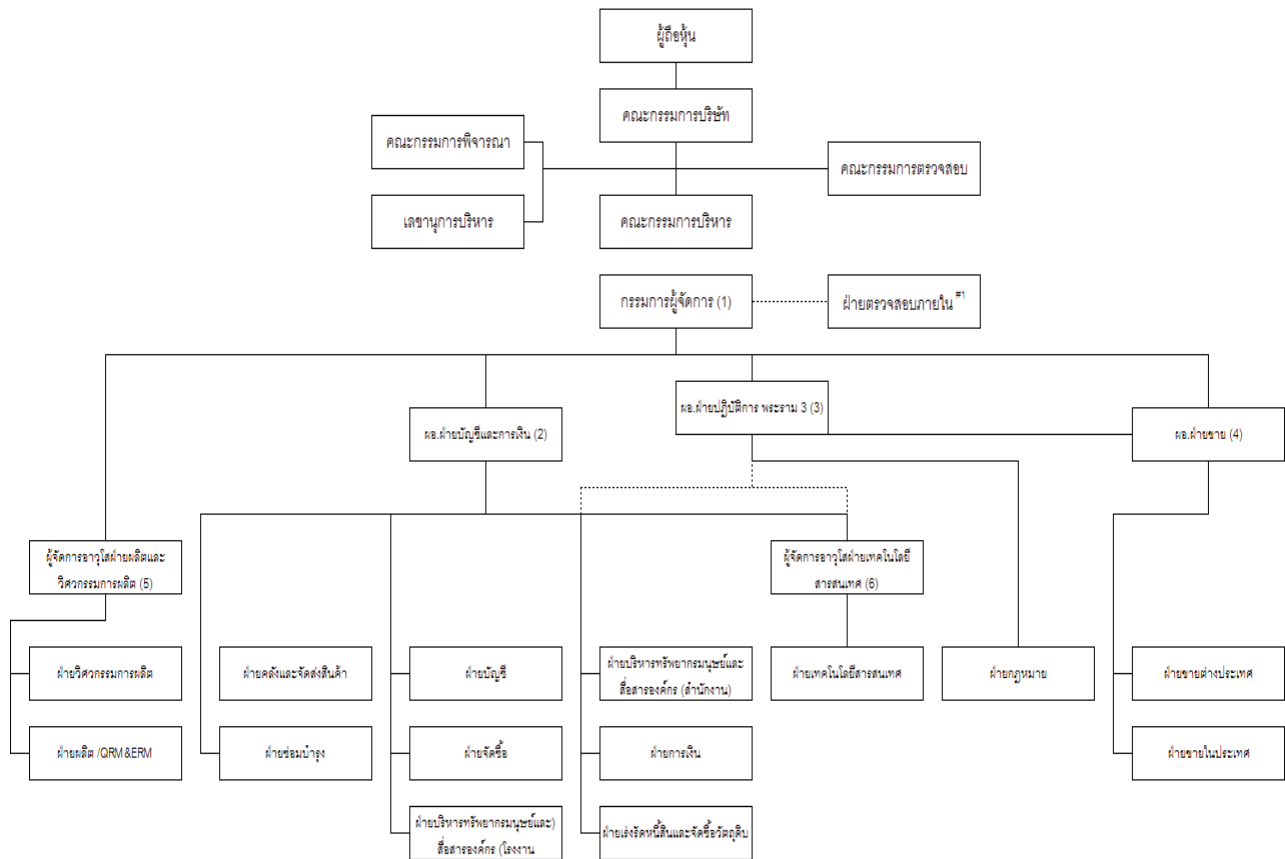 ผู้ถือหุ้น
คณะกรรมการบริษัท
คณะกรรมการพิจารณา
คณะกรรมการตรวจสอบ
เลขานุการบริหาร
คณะกรรมการบริหาร
กรรมการผู้จัดการ (1)
ฝ่ายตรวจสอบภายใน #1
ผอ.ฝ่ายปฏิบัติการ พระราม 3 (3)
ผอ.ฝ่ายบัญชีและการเงิน (2)
ผอ.ฝ่ายขาย (4)
ผู้จัดการอาวุโสฝ่ายผลิตและ
วิศวกรรมการผลิต (5)
ผู้จัดการอาวุโสฝ่ายเทคโนโลยี
สารสนเทศ (6)
ฝ่ายวิศวกรรมการผลิต
ฝ่ายคลังและจัดส่งสินค้า
ฝ่ายบัญชี
ฝ่ายบริหารทรัพยากรมนุษย์และ
สื่อสารองค์กร (สำนักงาน)
ฝ่ายเทคโนโลยีสารสนเทศ
ฝ่ายกฎหมาย
ฝ่ายขายต่างประเทศ
ฝ่ายผลิต /QRM&ERM
ฝ่ายซ่อมบำรุง
ฝ่ายจัดซื้อ
ฝ่ายการเงิน
ฝ่ายขายในประเทศ
ฝ่ายบริหารทรัพยากรมนุษย์และ)
สื่อสารองค์กร (โรงงาน
ฝ่ายเร่งรัดหนี้สินและจัดซื้อวัตถุดิบ